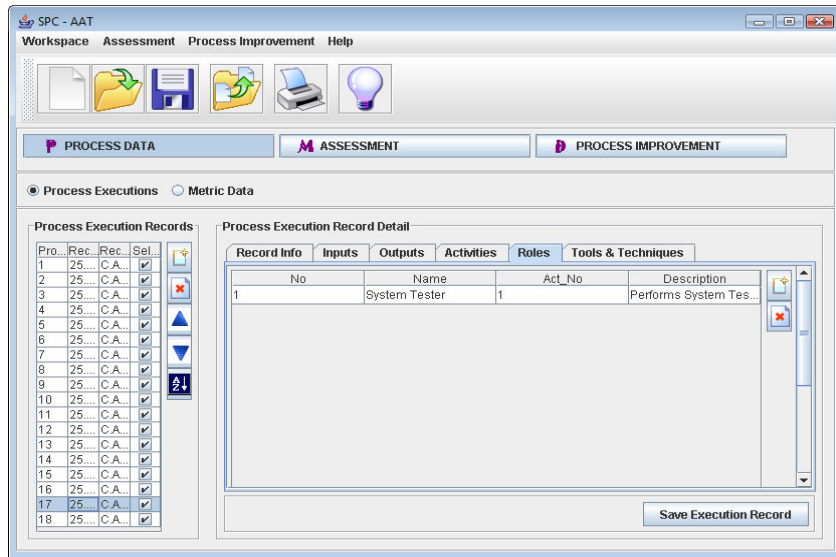 SPC - AAT
Workspace Assessment Process Improvement Help
P PROCESS DATA M ASSESSMENT PROCESS IMPROVEMENT
Process Executions Metric Data
Process Execution Records Process Execution Record Detail
Record Info Inputs Outputs Activities Roles Tools & Techniques
Pro... Rec... Rec... Sel... No Name Act_No Description
1 25.... C.A... 1 System Tester 1 Performs System Tes...
2 25.... C.A...
3 25.... C.A...
4 25.... C.A...
5 25.... C.A...
6 25.... C.A...
7 25.... C.A...
8 25.... C.A...
9 25.... C.A...
10 25.... C.A...
11 25.... C.A...
12 25.... C.A...
13 25.... C.A...
14 25.... C.A...
15 25.... C.A...
16 25.... C.A...
17 25.... C.A...
18 25.... C.A...
A Z
Save Execution Record